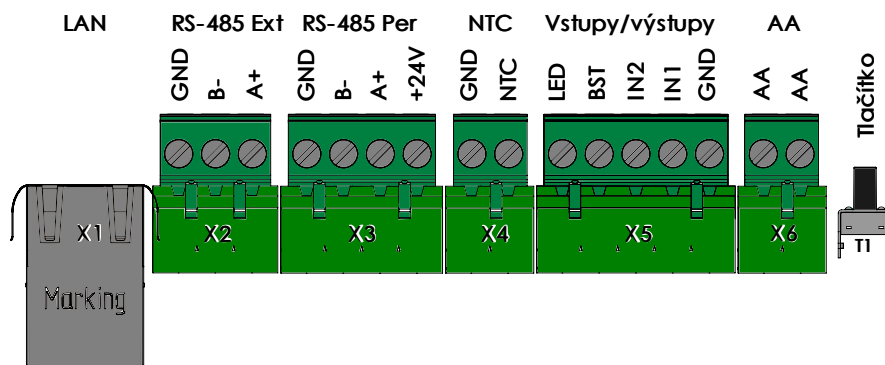 LAN
RS-485 Ext
RS-485 Per
NTC
Vstupy/výstupy
AA
GND
B-
A+
GND
B-
A+
+24V
GND
NTC
LED
BST
IN2
IN1
GND
AA
AA
Tlačítko
X1
X2
X3
X4
X5
X6
T1
Marking